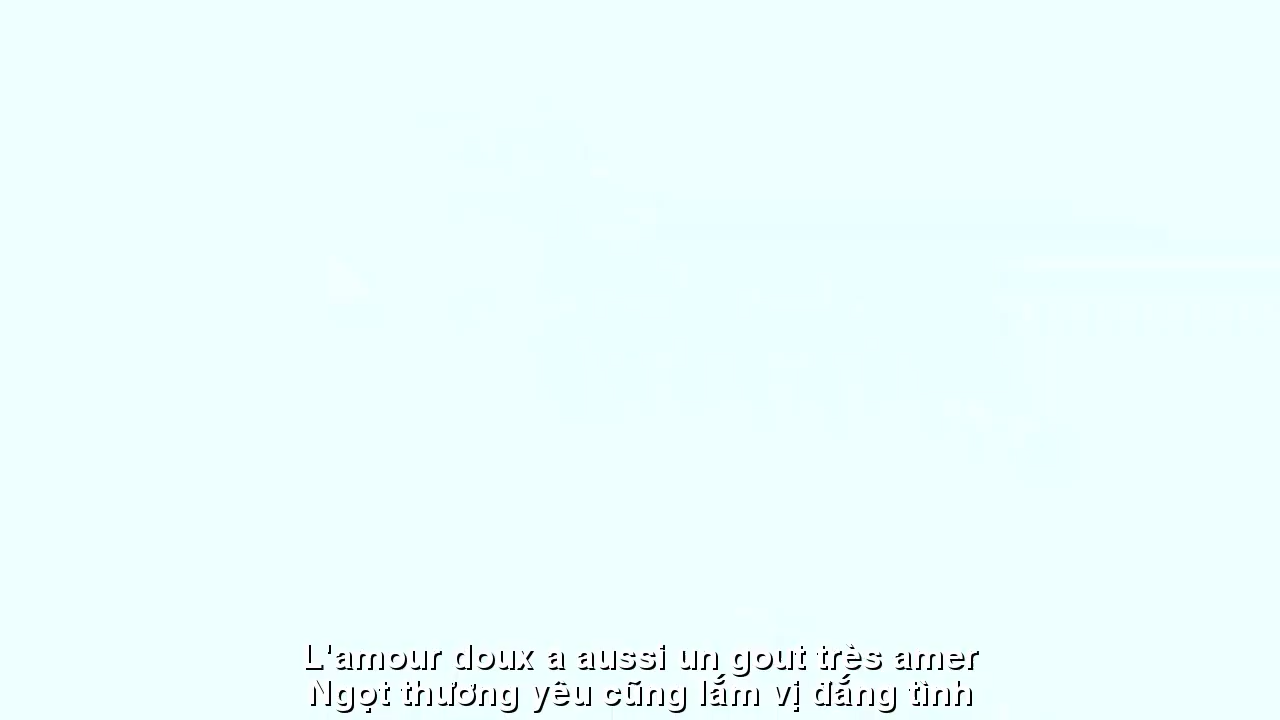 L'amour doux a aussi un gout très amer
Ngọt thương yêu cũng lắm vị đắng tình